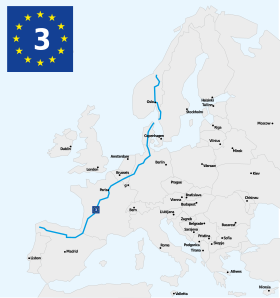 3
Oslo
Helsinki
Tallinn
Stockholm
Riga
Moscow
Copenhagen
Vilnius
Minsk
Dublin
Amsterdam
Berlin
Warsaw
London
Brussels
Kiev
Prague
Paris
Bratislava
Vienna
Budapest
Bern
Ljubljana
Chisinau
Zagreb
Belgrade
Bucharest
Sarajevo
Pristina
Sofia
Podgorica
Skopje
Rome
Tirana
Madrid
Lisbon
Athens
Valletta